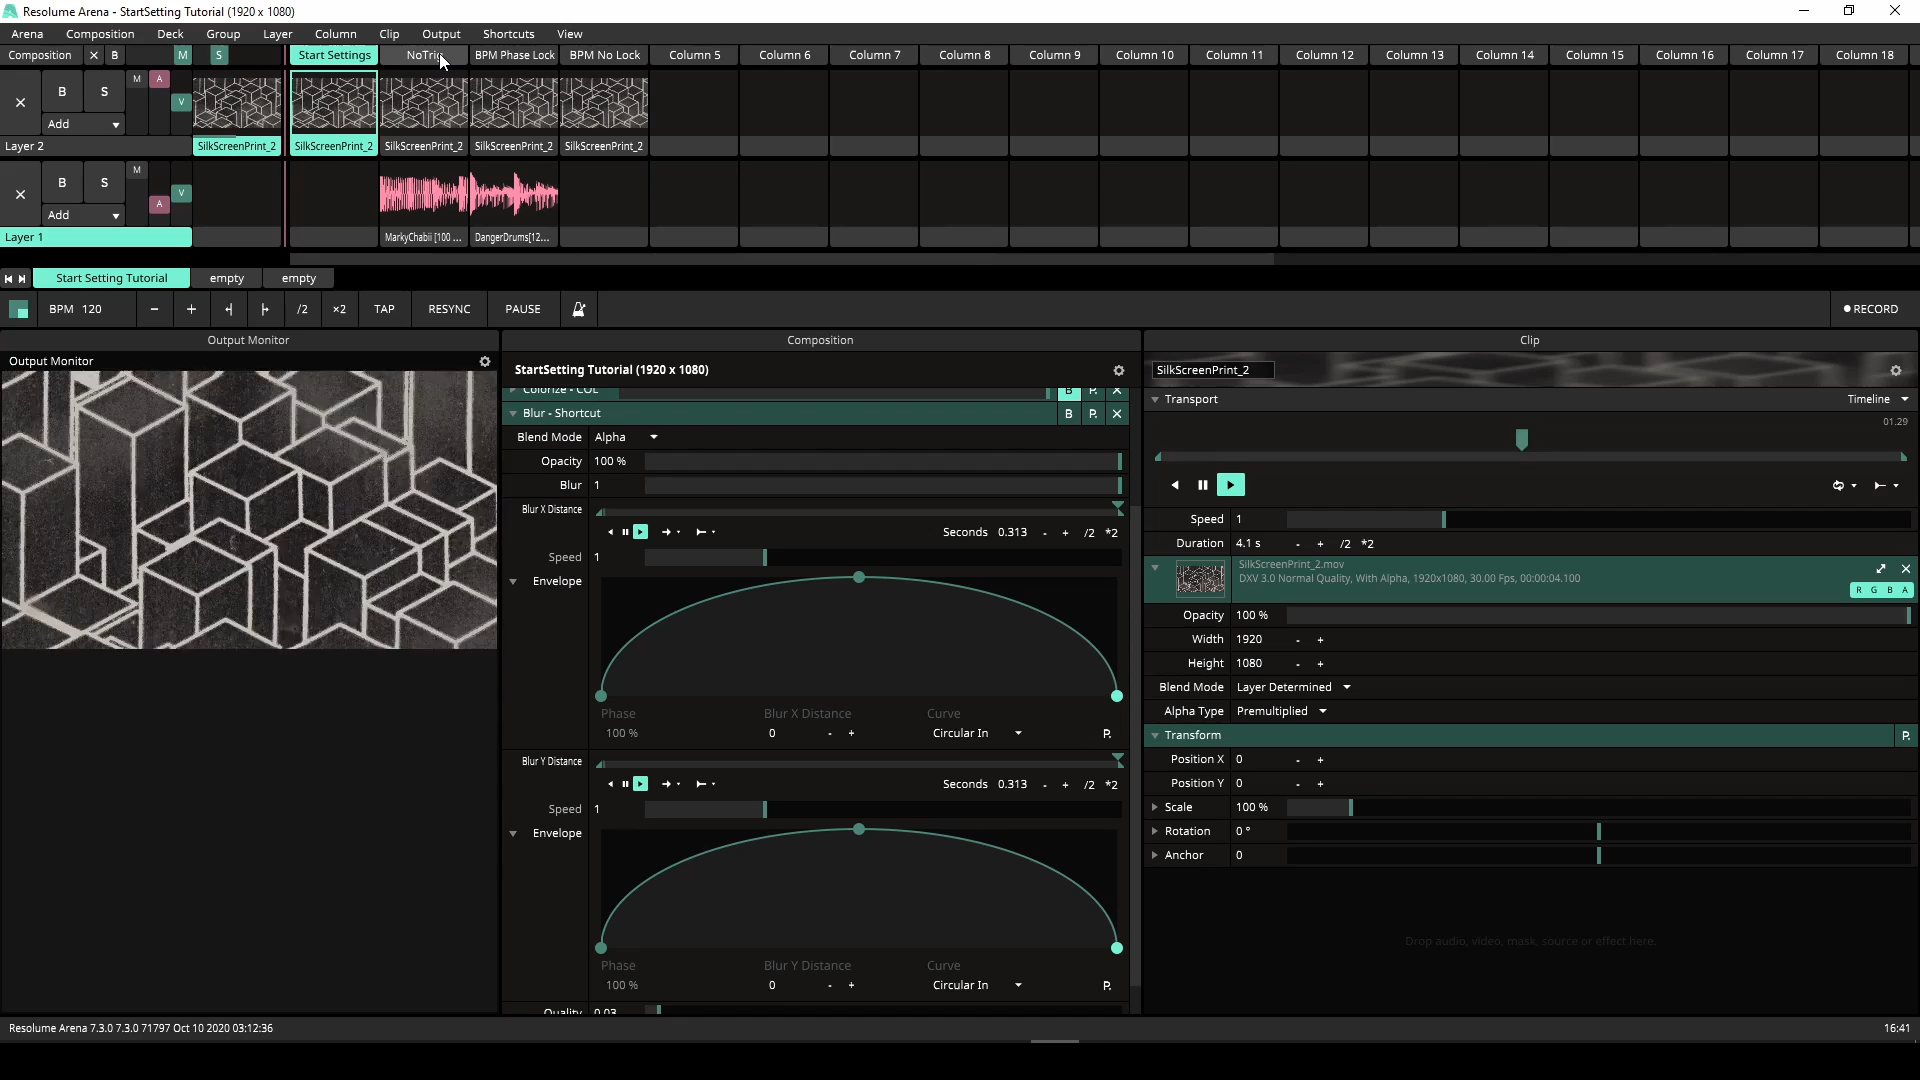 Resolume Arena - StartSetting Tutorial (1920 x 1080)
Arena Composition Deck Group Layer Column Clip Output Shortcuts View
Composition B M S Start Settings BPM Phase Lock BPM No Lock Column 5 Column 6 Column 7 Column 8 Column 9 Column 10 Column 11 Column 12 Column 13 Column 14 Column 15 Column 16 Column 17 Column 18
B S M A V
Add
Layer 2 SilkScreenPrint_2 SilkScreenPrint_2 SilkScreenPrint_2 SilkScreenPrint_2 SilkScreenPrint_2
B S M A V
Add
Layer 1 MarkyChabii [100 ... DangerDrums[12...
Start Setting Tutorial empty empty
BPM 120 - + /2 ×2 TAP RESYNC PAUSE RECORD
Output Monitor Composition Clip
Output Monitor
StartSetting Tutorial (1920 x 1080)
Colorize - COL B P. X
Blur - Shortcut B P. X
Blend Mode Alpha
Opacity 100 %
Blur 1
Blur X Distance
Seconds 0.313 - + /2 *2
Speed 1
Envelope
Phase Blur X Distance Curve
100 % 0 - + Circular In P.
Blur Y Distance
Seconds 0.313 - + /2 *2
Speed 1
Envelope
Phase Blur Y Distance Curve
100 % 0 - + Circular In P.
Quality 0.03
SilkScreenPrint_2
Transport Timeline
01.29
Speed 1
Duration 4.1 s - + /2 *2
SilkScreenPrint_2.mov
DXV 3.0 Normal Quality, With Alpha, 1920x1080, 30.00 Fps, 00:00:04.100
R G B A
Opacity 100 %
Width 1920 - +
Height 1080 - +
Blend Mode Layer Determined
Alpha Type Premultiplied
Transform P.
Position X 0 - +
Position Y 0 - +
Scale 100 %
Rotation 0 °
Anchor 0
Drop audio, video, mask, source or effect here.
Resolume Arena 7.3.0 7.3.0 71797 Oct 10 2020 03:12:36 16:41